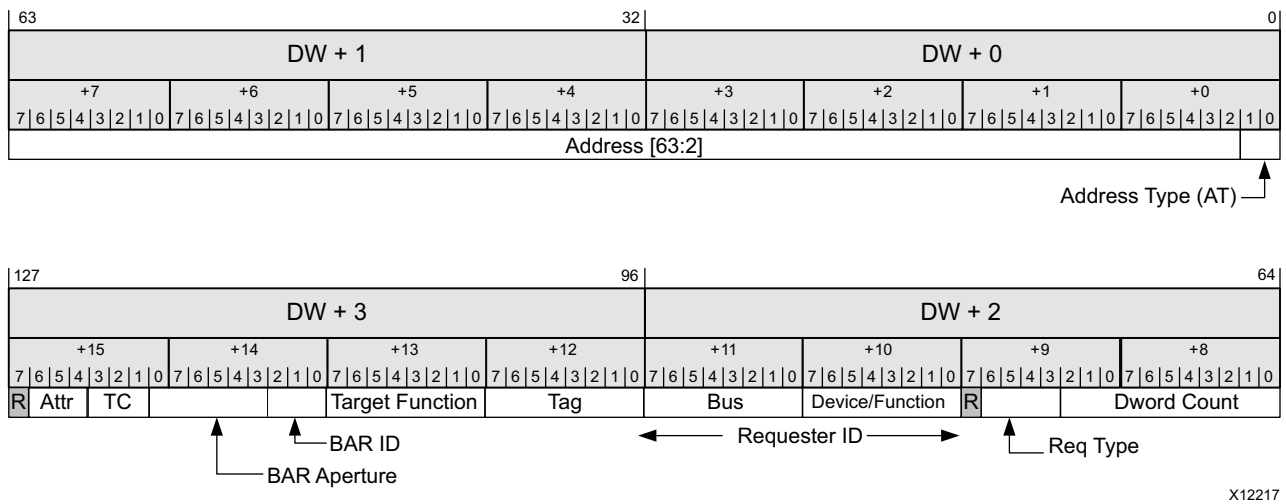 63 32 0
DW + 1 DW + 0
+7 +6 +5 +4 +3 +2 +1 +0
7 6 5 4 3 2 1 0 7 6 5 4 3 2 1 0 7 6 5 4 3 2 1 0 7 6 5 4 3 2 1 0 7 6 5 4 3 2 1 0 7 6 5 4 3 2 1 0 7 6 5 4 3 2 1 0 7 6 5 4 3 2 1 0
Address [63:2]
Address Type (AT)
127 96 64
DW + 3 DW + 2
+15 +14 +13 +12 +11 +10 +9 +8
7 6 5 4 3 2 1 0 7 6 5 4 3 2 1 0 7 6 5 4 3 2 1 0 7 6 5 4 3 2 1 0 7 6 5 4 3 2 1 0 7 6 5 4 3 2 1 0 7 6 5 4 3 2 1 0 7 6 5 4 3 2 1 0
R Attr TC Target Function Tag Bus Device/Function R Dword Count
Requester ID
BAR ID Req Type
BAR Aperture
X12217